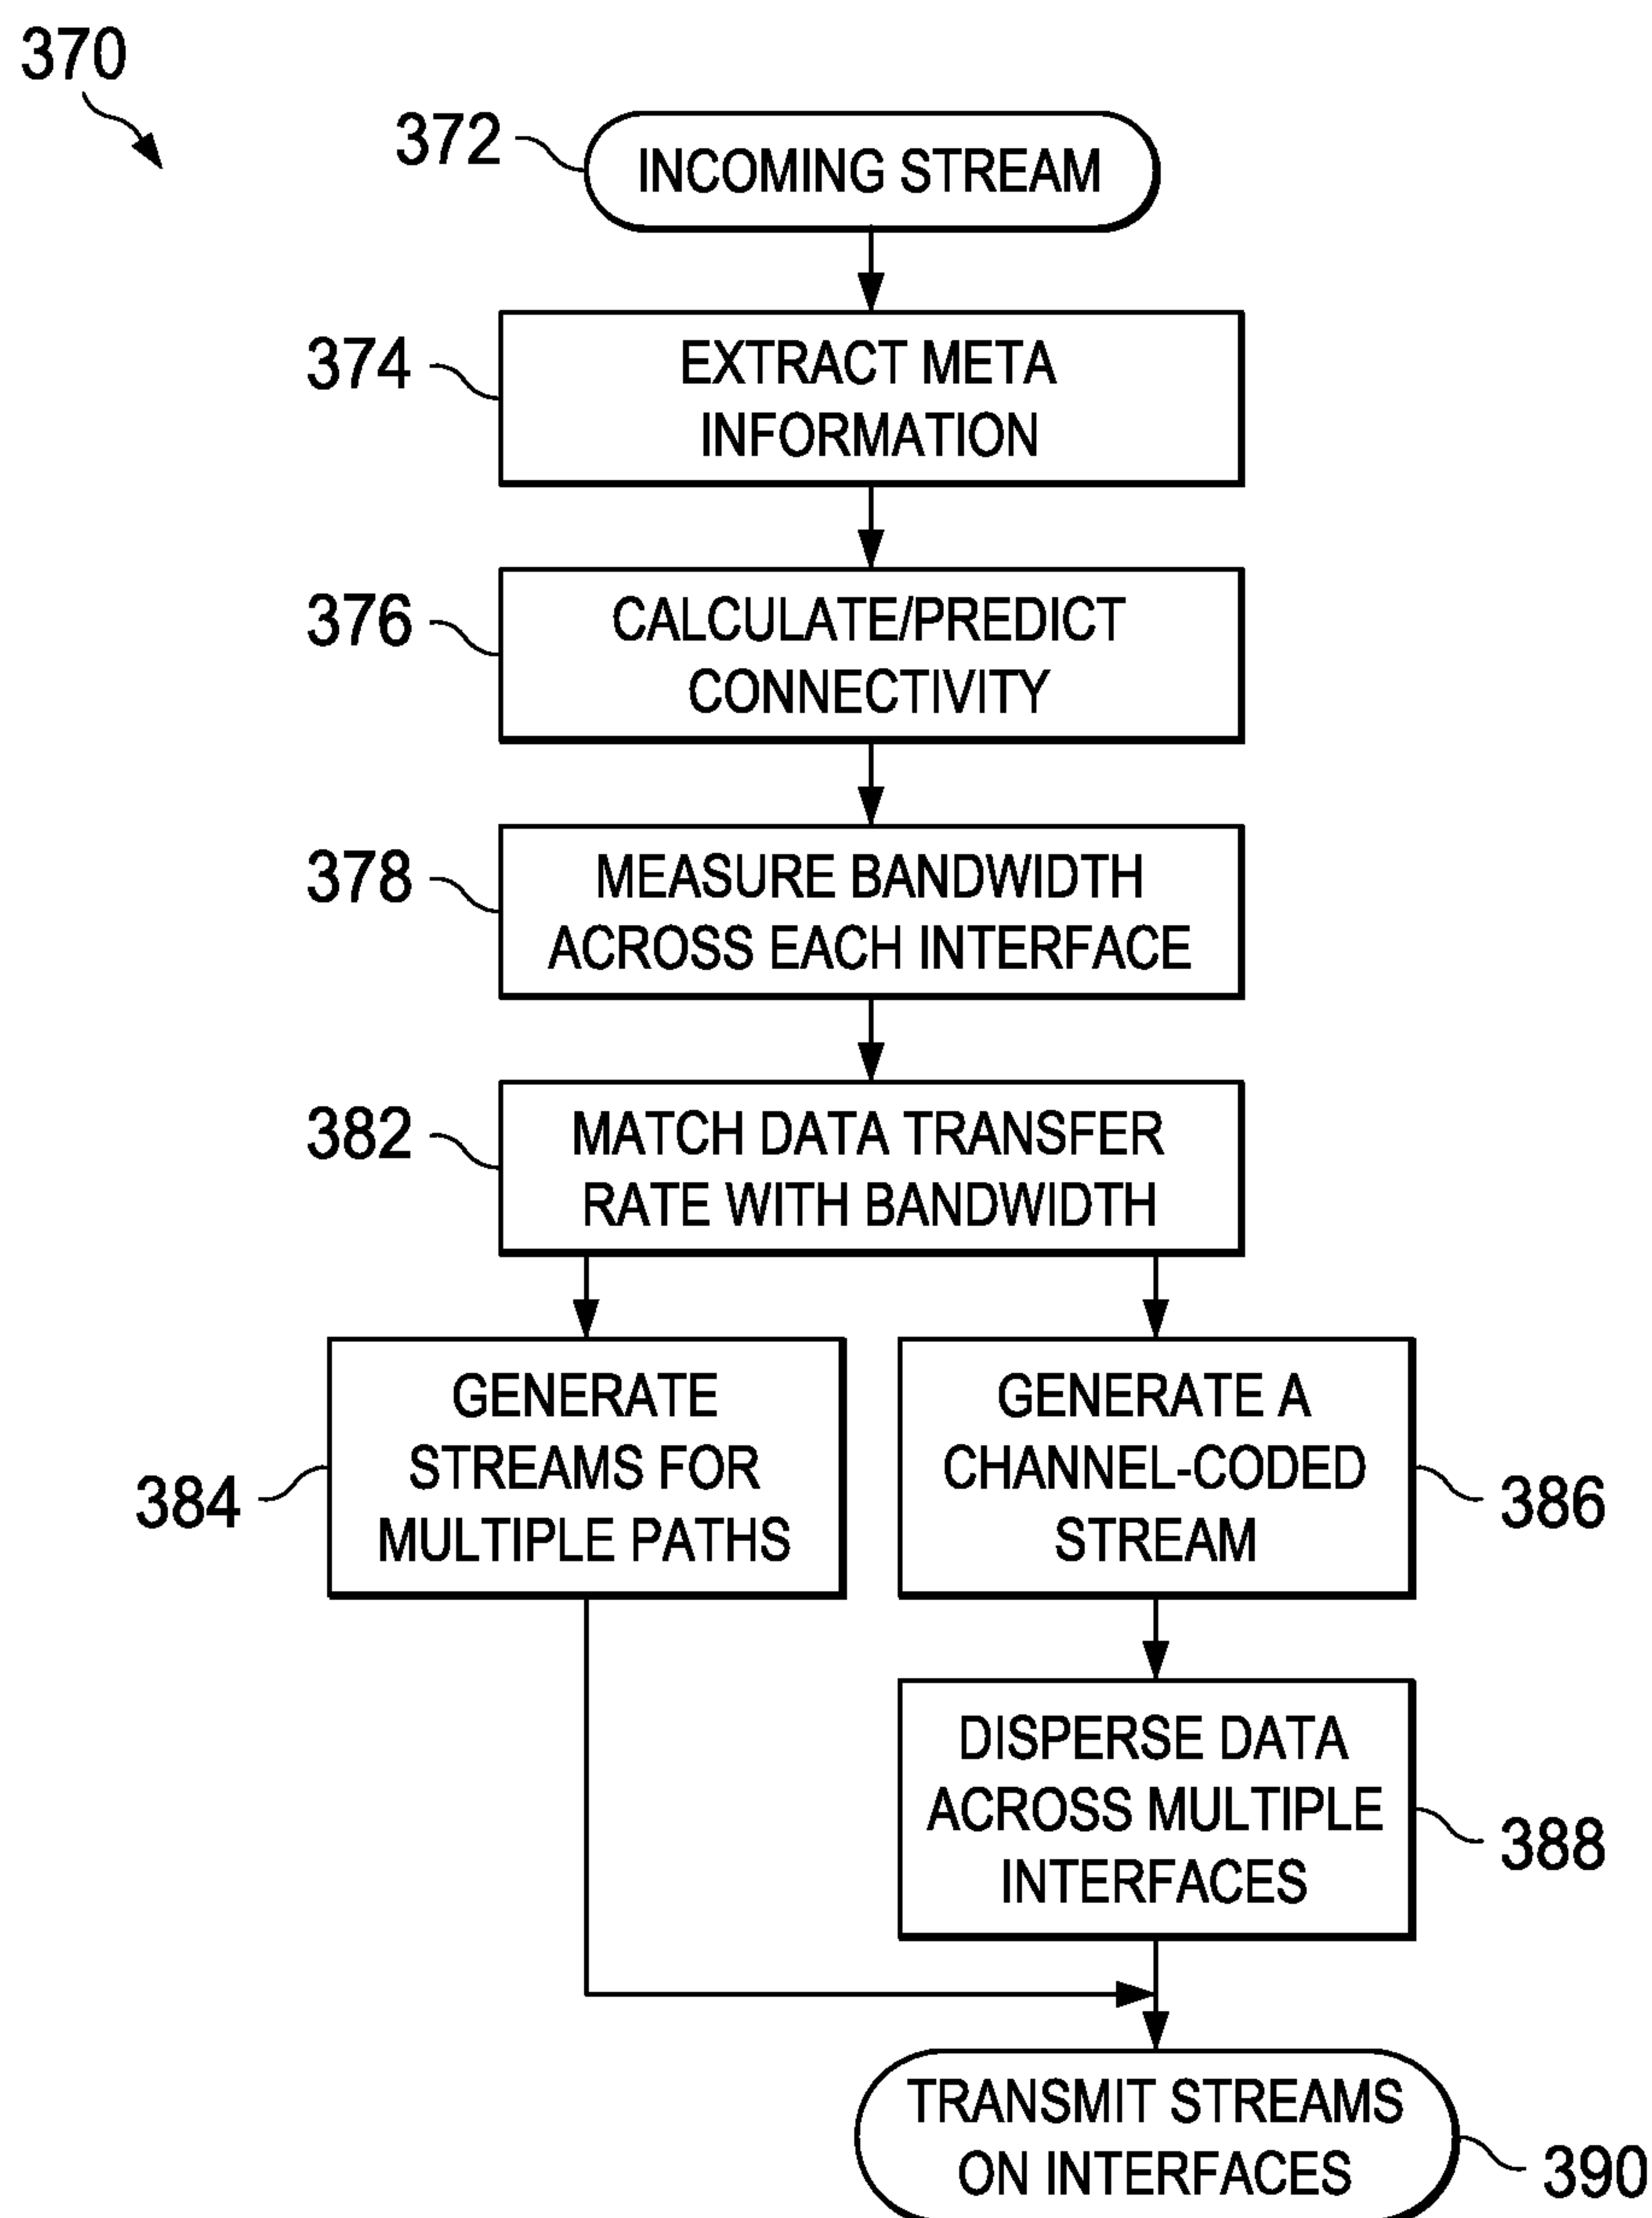 370
372
INCOMING STREAM
374
EXTRACT META
INFORMATION
376
CALCULATE/PREDICT
CONNECTIVITY
378
MEASURE BANDWIDTH
ACROSS EACH INTERFACE
382
MATCH DATA TRANSFER
RATE WITH BANDWIDTH
384
GENERATE
STREAMS FOR
MULTIPLE PATHS
GENERATE A
CHANNEL-CODED
STREAM
386
DISPERSE DATA
ACROSS MULTIPLE
INTERFACES
388
TRANSMIT STREAMS
ON INTERFACES
390